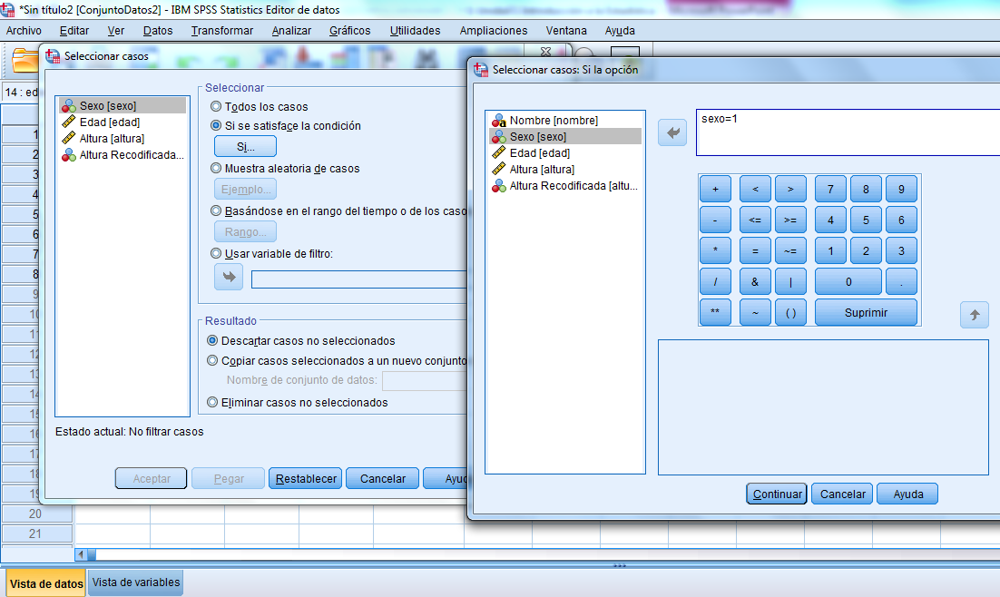 *Sin título2 [ConjuntoDatos2] - IBM SPSS Statistics Editor de datos
Archivo Editar Ver Datos Transformar Analizar Gráficos Utilidades Ampliaciones Ventana Ayuda
14 : ed
1
2
3
4
5
6
7
8
9
10
11
12
13
14
15
16
17
18
19
20
21
Seleccionar casos
Sexo [sexo]
Edad [edad]
Altura [altura]
Altura Recodificada...
Seleccionar
Todos los casos
Si se satisface la condición
Si...
Muestra aleatoria de casos
Ejemplo...
Basándose en el rango del tiempo o de los caso
Rango...
Usar variable de filtro:
Resultado
Descartar casos no seleccionados
Copiar casos seleccionados a un nuevo conjunto
Nombre de conjunto de datos:
Eliminar casos no seleccionados
Estado actual: No filtrar casos
Aceptar Pegar Restablecer Cancelar Ayu
Seleccionar casos: Si la opción
Nombre [nombre]
Sexo [sexo]
Edad [edad]
Altura [altura]
Altura Recodificada [altu...
sexo=1
+ < > 7 8 9
- <= >= 4 5 6
* = ~= 1 2 3
/ & | 0 .
** ~ ( ) Suprimir
Continuar Cancelar Ayuda
Vista de datos Vista de variables